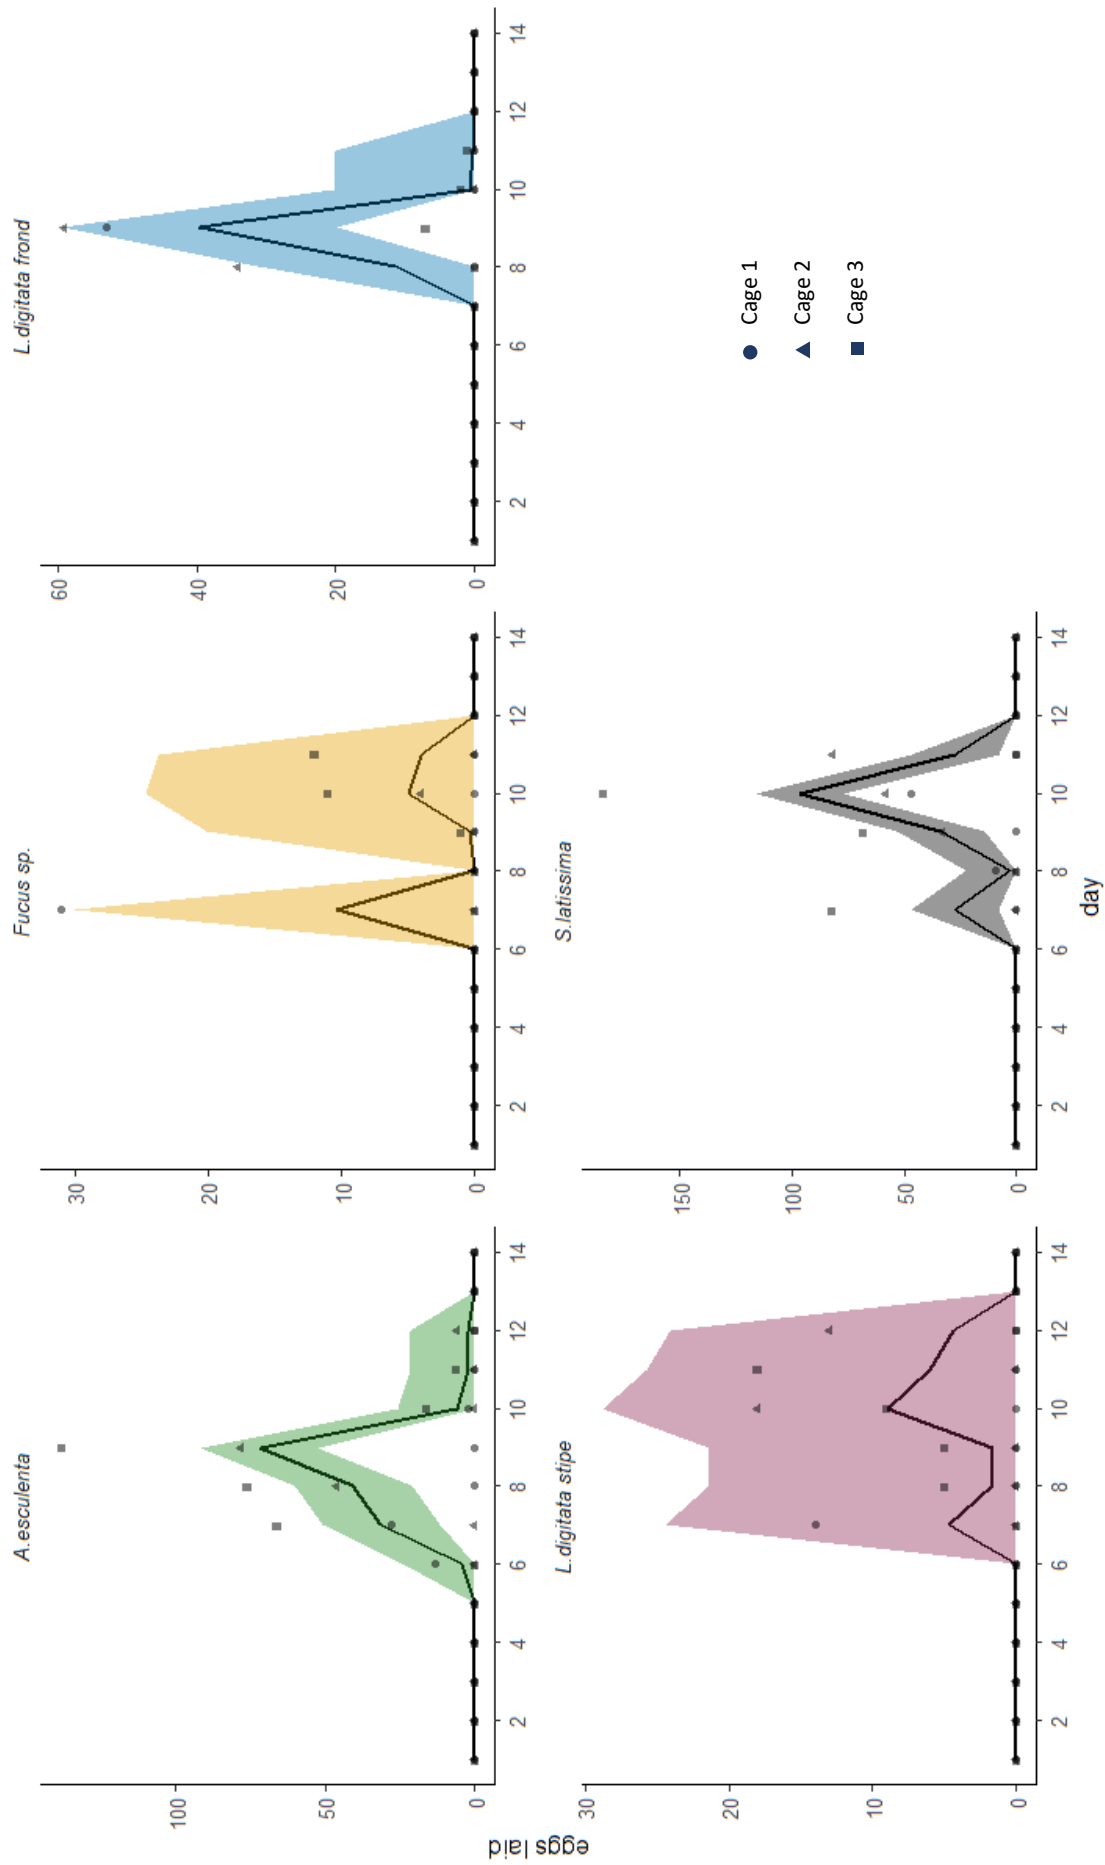 A.esculenta
Fucus sp.
L.digitata frond
100
50
0
2 4 6 8 10 12 14
30
20
10
0
2 4 6 8 10 12 14
60
40
20
0
2 4 6 8 10 12 14
eggs laid
L.digitata stipe
S.latissima
30
20
10
0
2 4 6 8 10 12 14
150
100
50
0
2 4 6 8 10 12 14
Cage 1
Cage 2
Cage 3
day